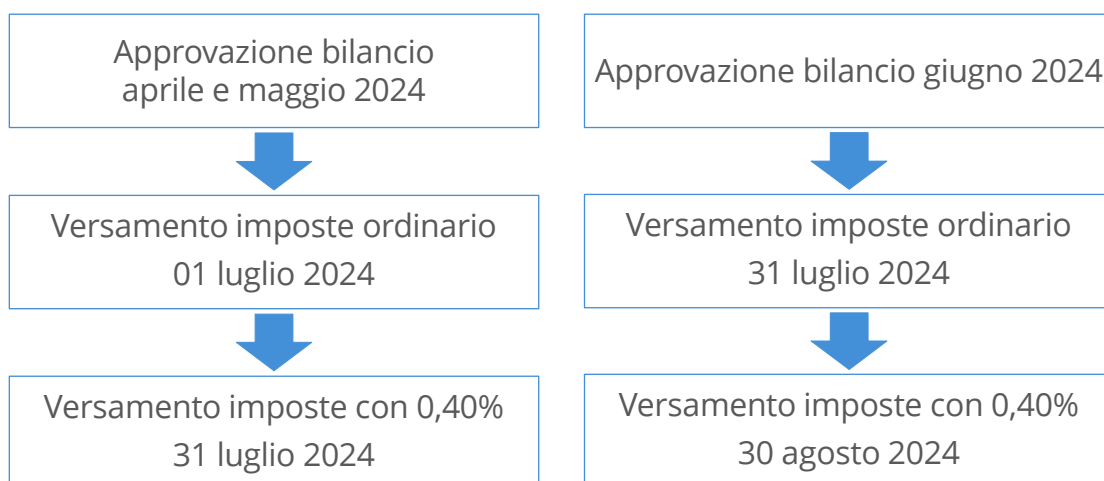 Approvazione bilancio
aprile e maggio 2024
Versamento imposte ordinario
01 luglio 2024
Versamento imposte con 0,40%
31 luglio 2024
Approvazione bilancio giugno 2024
Versamento imposte ordinario
31 luglio 2024
Versamento imposte con 0,40%
30 agosto 2024